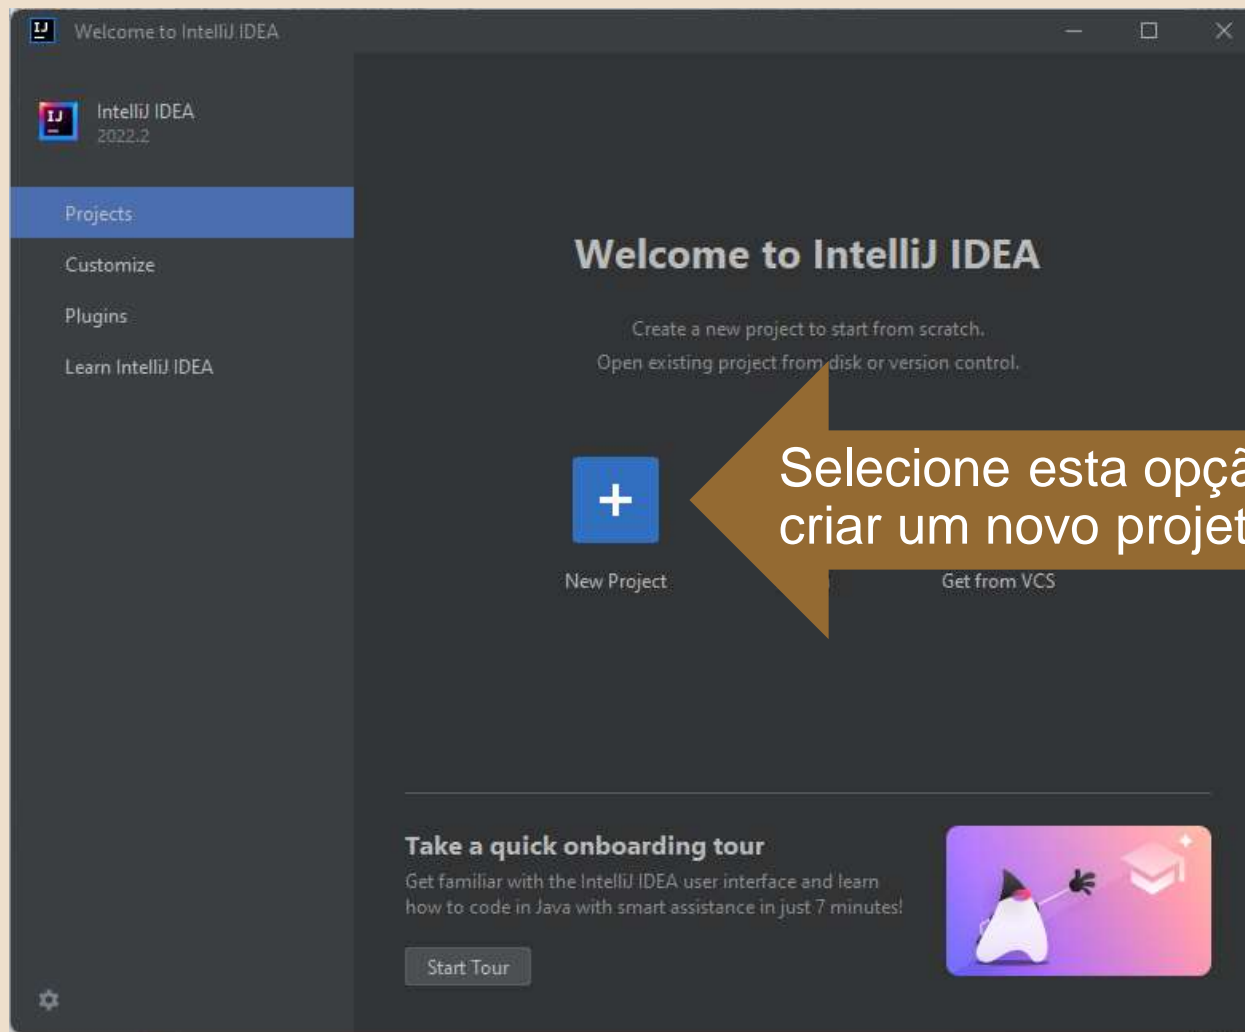 Welcome to IntelliJ IDEA
IntelliJ IDEA
2022.2
Projects
Customize
Plugins
Learn IntelliJ IDEA
Welcome to IntelliJ IDEA
Create a new project to start from scratch.
Open existing project from disk or version control.
Selecione esta opçã
criar um novo projet
New Project
Get from VCS
Take a quick onboarding tour
Get familiar with the IntelliJ IDEA user interface and learn
how to code in Java with smart assistance in just 7 minutes!
Start Tour